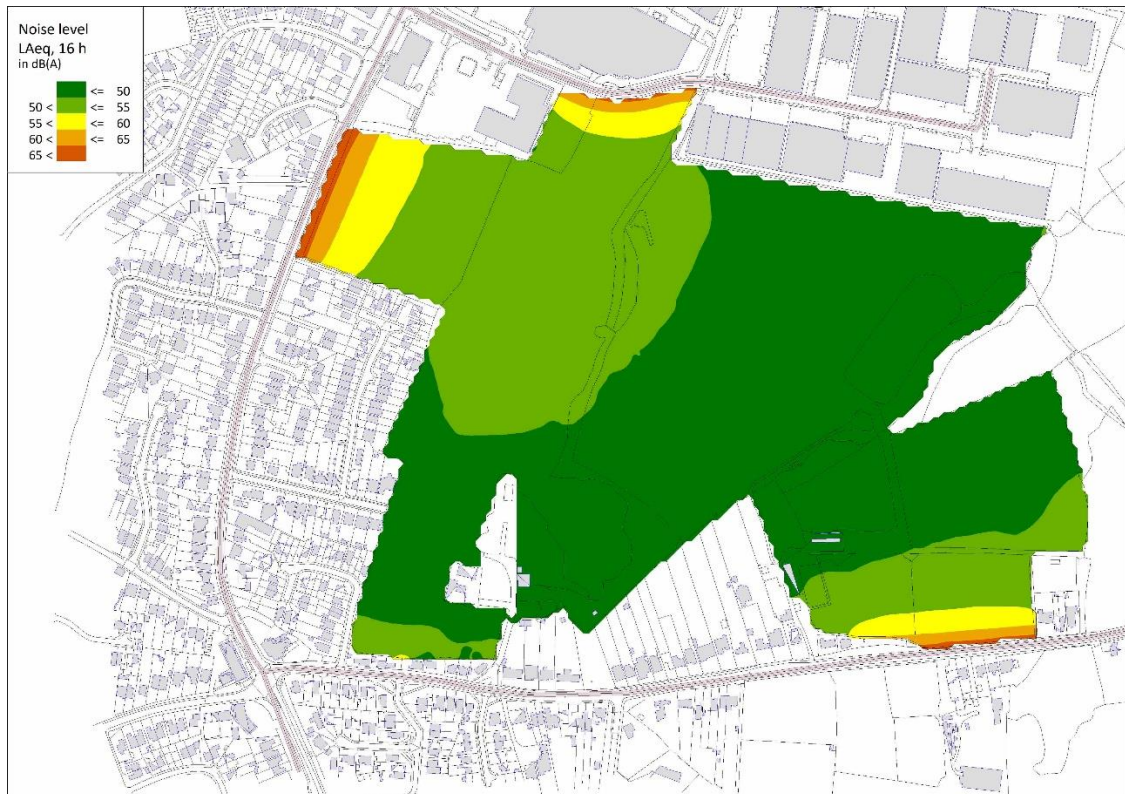 Noise level
LAeq, 16 h
in dB(A)
<= 50
50 < <= 55
55 < <= 60
60 < <= 65
65 <